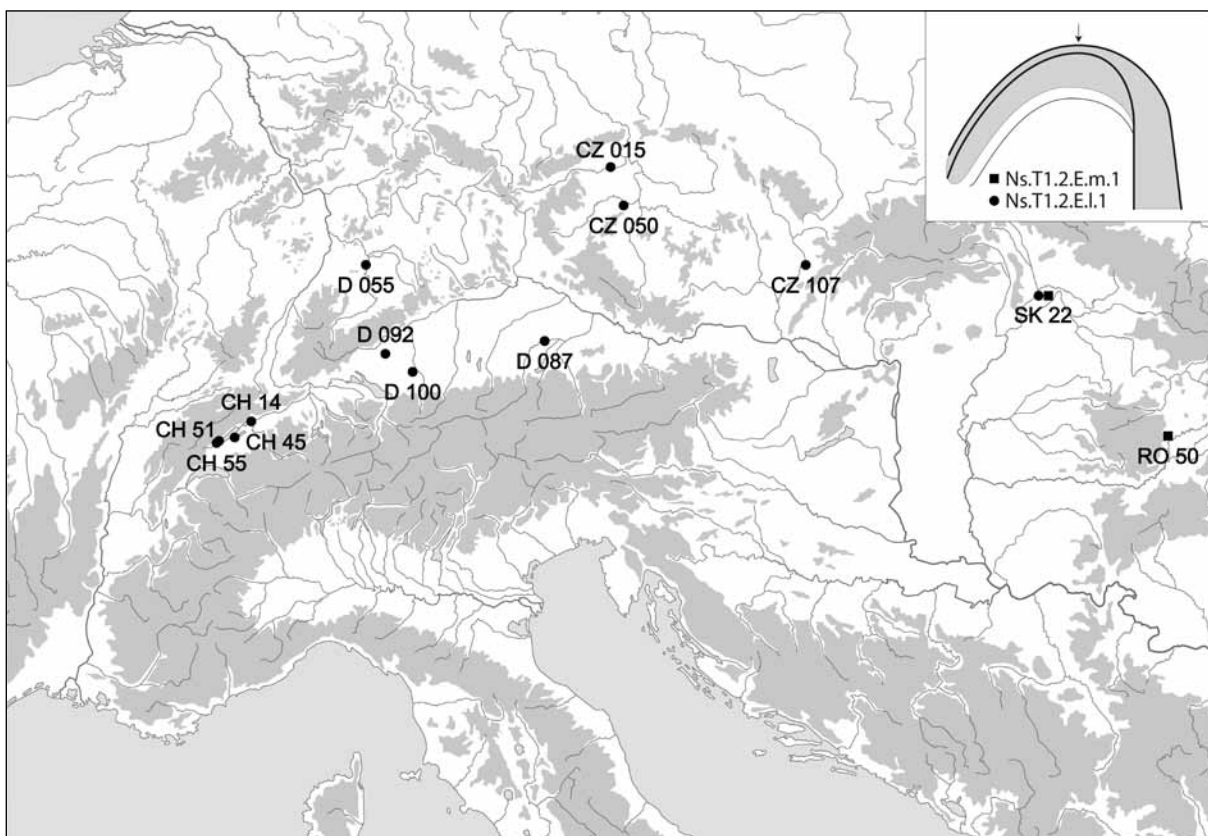 CZ 015
CZ 050
D 055
CZ 107
Ns.T1.2.E.m.1
Ns.T1.2.E.l.1
SK 22
D 092
D 087
D 100
CH 14
CH 51
CH 45
CH 55
RO 50